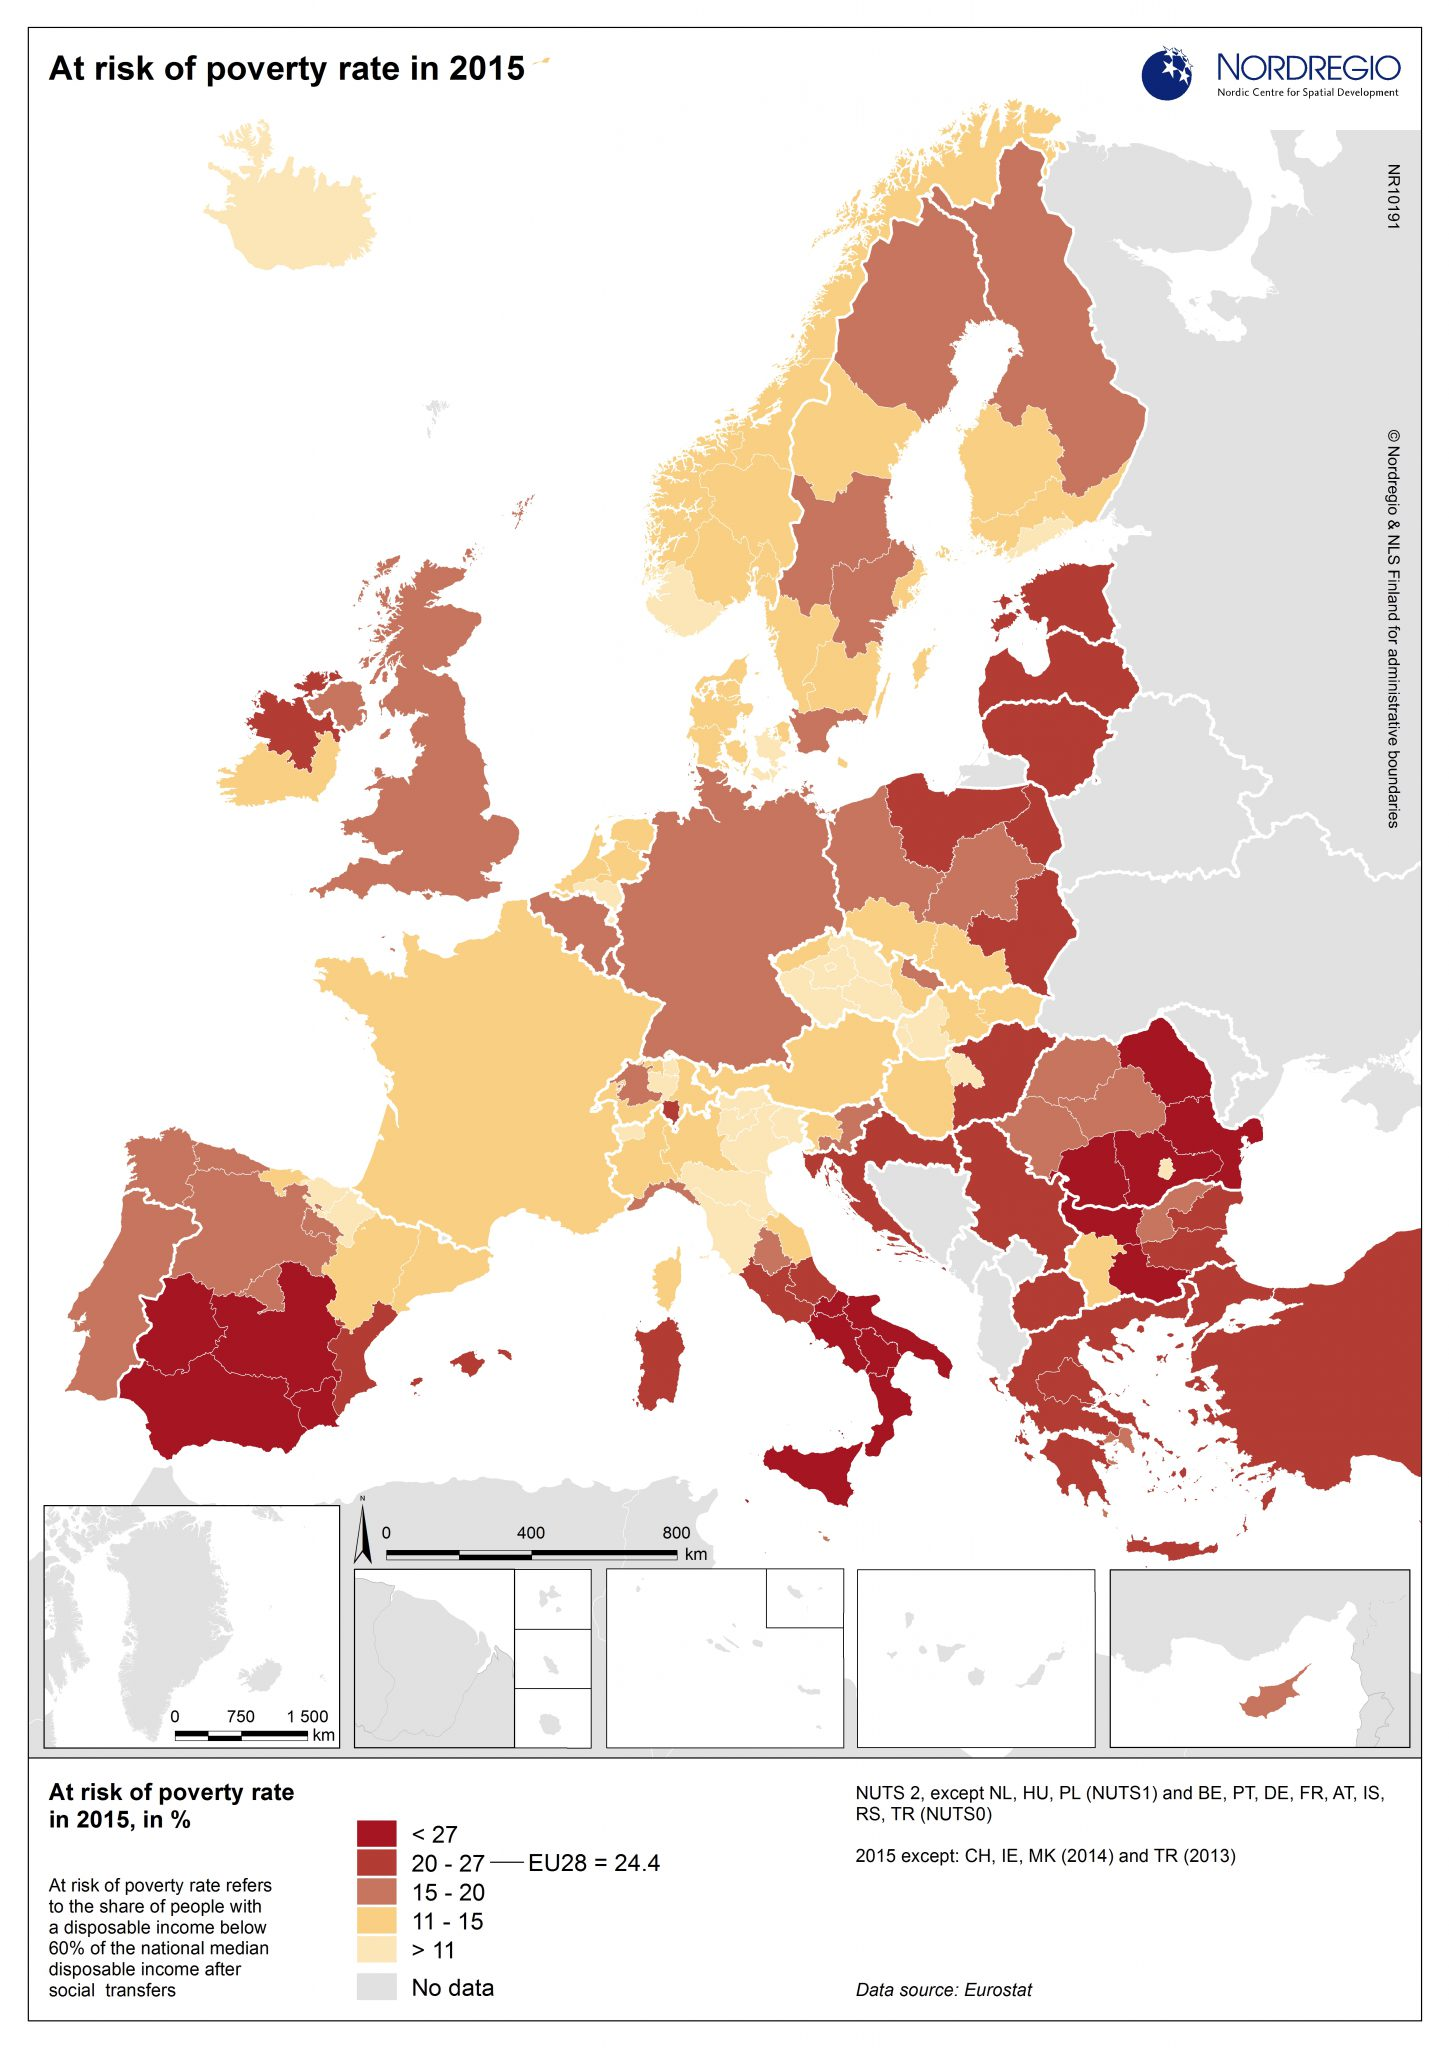 At risk of poverty rate in 2015
NORDREGIO
Nordic Centre for Spatial Development
NR10191
© Nordregio & NLS Finland for administrative boundaries
N
0 400 800
km
0 750 1 500
km
At risk of poverty rate
in 2015, in %
At risk of poverty rate refers
to the share of people with
a disposable income below
60% of the national median
disposable income after
social transfers
< 27
20 - 27 EU28 = 24.4
15 - 20
11 - 15
> 11
No data
NUTS 2, except NL, HU, PL (NUTS1) and BE, PT, DE, FR, AT, IS,
RS, TR (NUTS0)
2015 except: CH, IE, MK (2014) and TR (2013)
Data source: Eurostat